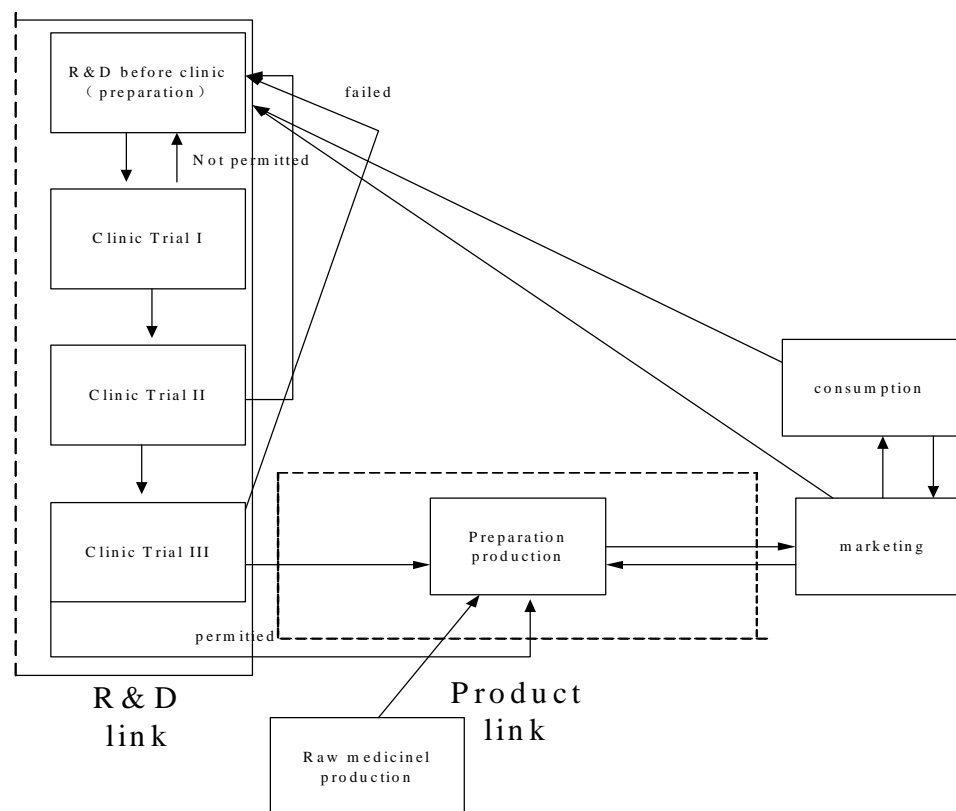 R&D before clinic
（preparation）
failed
Not permitted
Clinic Trial I
Clinic Trial II
consumption
Clinic Trial III
Preparation
production
marketing
permitied
R&D
link
Product
link
Raw medicinel
production